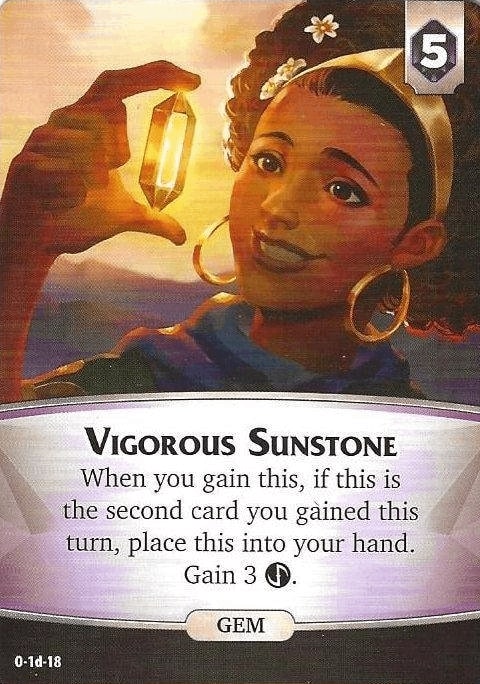 5
VIGOROUS SUNSTONE
When you gain this, if this is
the second card you gained this
turn, place this into your hand.
Gain 3 .
GEM
0-1d-18